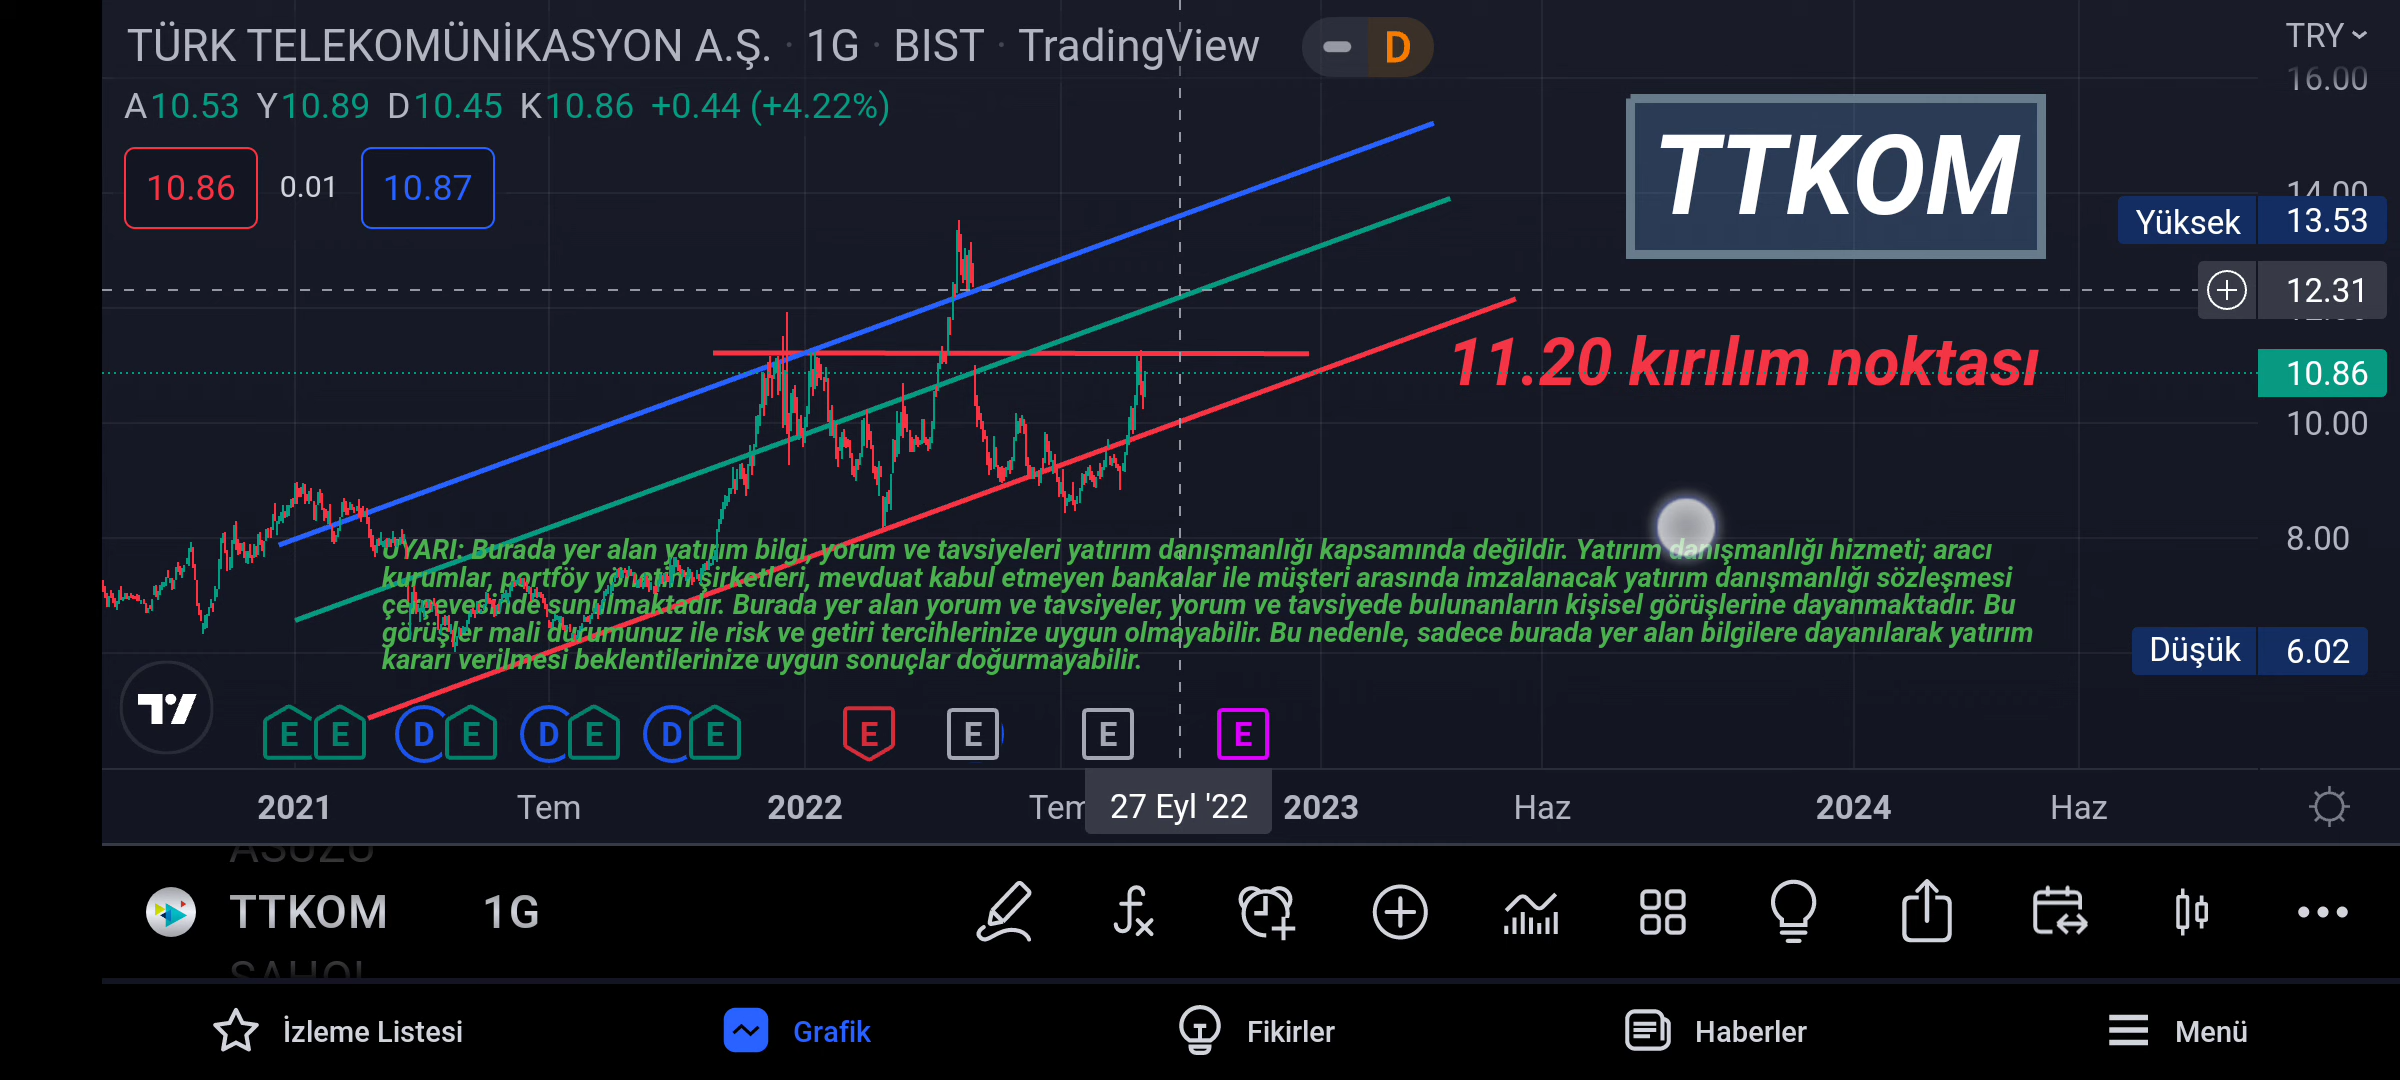 TÜRK TELEKOMÜNİKASYON A.Ş. · 1G · BIST · TradingView D
TRY
16.00
A10.53 Y10.89 D10.45 K10.86 +0.44 (+4.22%)
10.86 0.01 10.87
TTKOM
14.00
Yüksek 13.53
12.31
11.20 kırılım noktası
10.86
10.00
8.00
UYARI: Burada yer alan yatırım bilgi, yorum ve tavsiyeleri yatırım danışmanlığı kapsamında değildir. Yatırım danışmanlığı hizmeti; aracı
kurumlar, portföy yönetim şirketleri, mevduat kabul etmeyen bankalar ile müşteri arasında imzalanacak yatırım danışmanlığı sözleşmesi
çerçevesinde sunulmaktadır. Burada yer alan yorum ve tavsiyeler, yorum ve tavsiyede bulunanların kişisel görüşlerine dayanmaktadır. Bu
görüşler mali durumunuz ile risk ve getiri tercihlerinize uygun olmayabilir. Bu nedenle, sadece burada yer alan bilgilere dayanılarak yatırım
kararı verilmesi beklentilerinize uygun sonuçlar doğurmayabilir.
Düşük 6.02
E E D E D E D E E E E E
2021 Tem 2022 Tem 27 Eyl '22 2023 Haz 2024 Haz
ASUZU
TTKOM 1G
SAHOL
İzleme Listesi Grafik Fikirler Haberler Menü